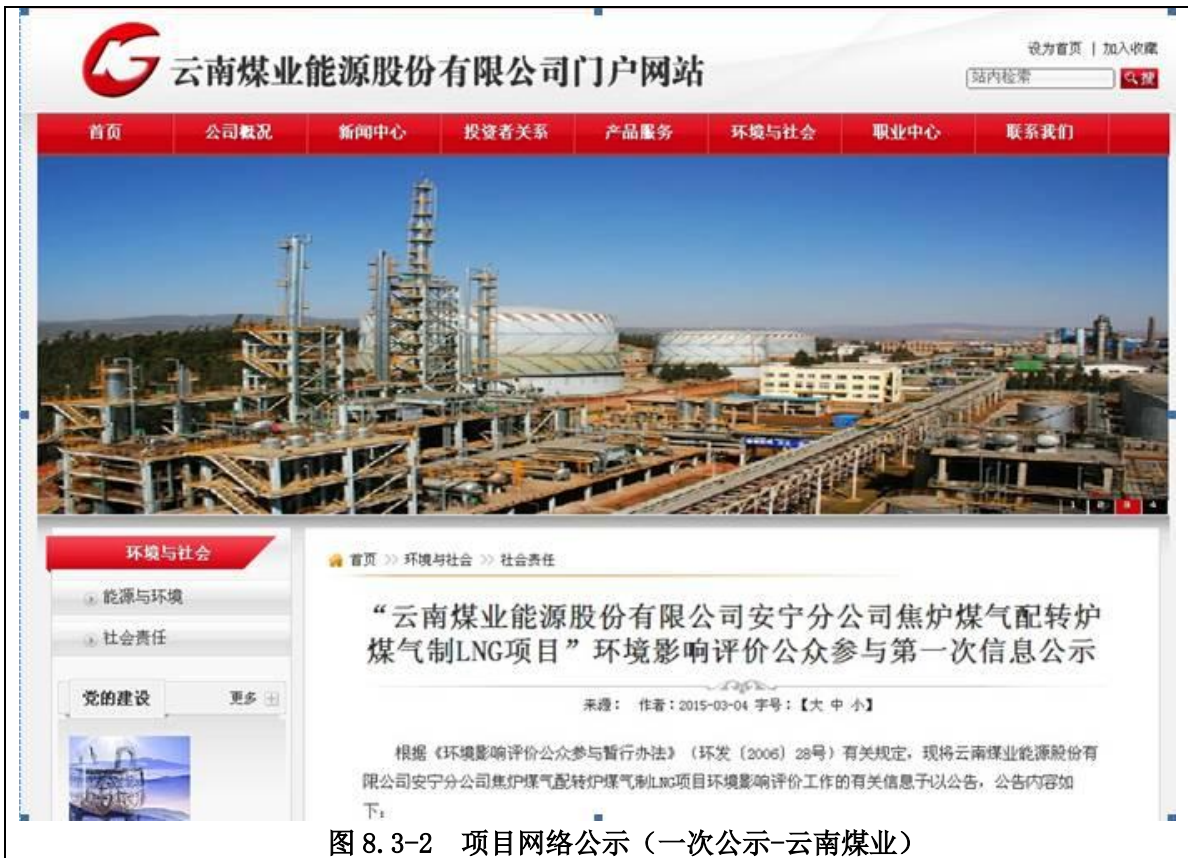 设为首页 | 加入收藏
云南煤业能源股份有限公司门户网站
站内检索 搜
首页 公司概况 新闻中心 投资者关系 产品服务 环境与社会 职业中心 联系我们
1 2 3 4
环境与社会
能源与环境
社会责任
党的建设 更多
首页 >> 环境与社会 >> 社会责任
“云南煤业能源股份有限公司安宁分公司焦炉煤气配转炉
煤气制LNG项目”环境影响评价公众参与第一次信息公示
来源： 作者：2015-03-04 字号：【大 中 小】
根据《环境影响评价公众参与暂行办法》（环发〔2006〕28号）有关规定，现将云南煤业能源股份有
限公司安宁分公司焦炉煤气配转炉煤气制LNG项目环境影响评价工作的有关信息予以公告，公告内容如
下：
图 8.3-2 项目网络公示（一次公示-云南煤业）